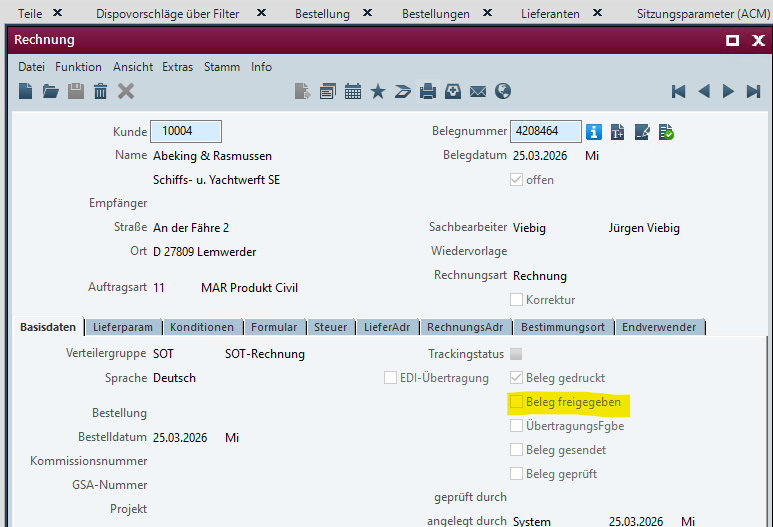 Teile Dispovorschläge über Filter Bestellung Bestellungen Lieferanten Sitzungsparameter (ACM)
Rechnung
Datei Funktion Ansicht Extras Stamm Info
Kunde 10004 Belegnummer 4208464
Name Abeking & Rasmussen Belegdatum 25.03.2026 Mi
Schiffs- u. Yachtwerft SE offen
Empfänger
Straße An der Fähre 2 Sachbearbeiter Viebig Jürgen Viebig
Ort D 27809 Lemwerder Wiedervorlage
Rechnungsart Rechnung
Auftragsart 11 MAR Produkt Civil
Korrektur
Basisdaten Lieferparam Konditionen Formular Steuer LieferAdr RechnungsAdr Bestimmungsort Endverwender
Verteilergruppe SOT SOT-Rechnung Trackingstatus
Sprache Deutsch EDI-Übertragung Beleg gedruckt
Beleg freigegeben
Bestellung ÜbertragungsFgbe
Bestelldatum 25.03.2026 Mi Beleg gesendet
Kommissionsnummer
Beleg geprüft
GSA-Nummer
geprüft durch
Projekt
angelegt durch System 25.03.2026 Mi